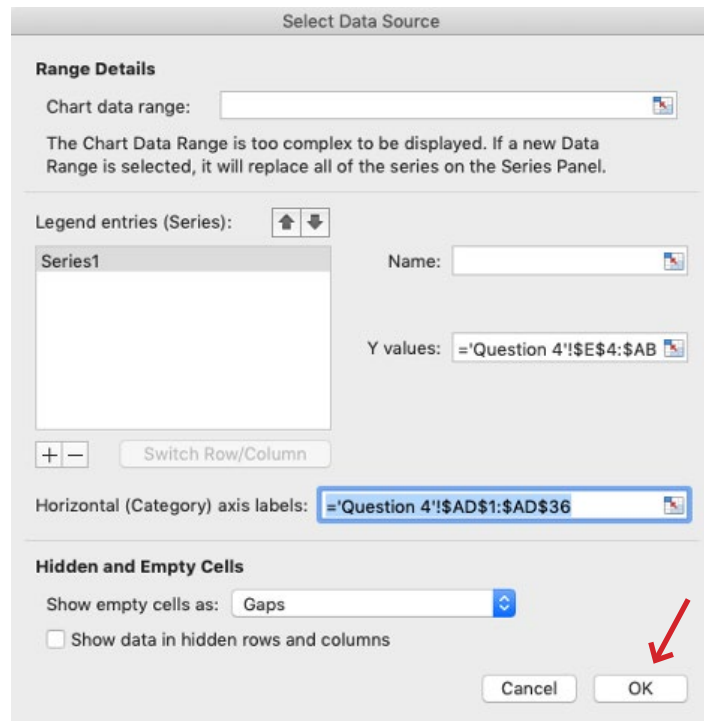 Select Data Source
Range Details
Chart data range:
The Chart Data Range is too complex to be displayed. If a new Data
Range is selected, it will replace all of the series on the Series Panel.
Legend entries (Series):
Series1
Name:
Y values: ='Question 4'!$E$4:$AB
+ − Switch Row/Column
Horizontal (Category) axis labels: ='Question 4'!$AD$1:$AD$36
Hidden and Empty Cells
Show empty cells as: Gaps
Show data in hidden rows and columns
Cancel OK